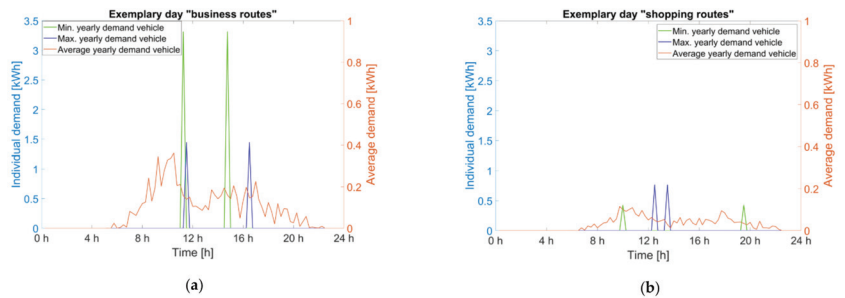 Exemplary day "business routes"
Min. yearly demand vehicle
Max. yearly demand vehicle
Average yearly demand vehicle
Individual demand [kWh]
3.5
3
2.5
2
1.5
1
0.5
0
Average demand [kWh]
1
0.8
0.6
0.4
0.2
0
0 h 4 h 8 h 12 h 16 h 20 h 24 h
Time [h]
(a)
Exemplary day "shopping routes"
Min. yearly demand vehicle
Max. yearly demand vehicle
Average yearly demand vehicle
Individual demand [kWh]
3.5
3
2.5
2
1.5
1
0.5
0
Average demand [kWh]
1
0.8
0.6
0.4
0.2
0
0 h 4 h 8 h 12 h 16 h 20 h 24 h
Time [h]
(b)